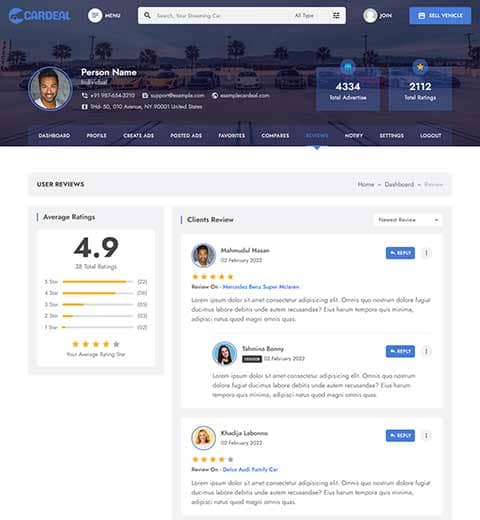 CARDEAL
MENU
Search, Your Streaming Car.
All Type
JOIN
SELL VEHICLE
Person Name
Individual
+91 987-654-3210
support@example.com
examplecardeal.com
1Hd- 50, 010 Avenue, NY 90001 United States
4334
Total Advertise
2112
Total Ratings
DASHBOARD PROFILE CREATE ADS POSTED ADS FAVORITES COMPARES REVIEWS NOTIFY SETTINGS LOGOUT
USER REVIEWS
Home – Dashboard – Review
Average Ratings
4.9
38 Total Ratings
5 Star (22)
4 Star (16)
3 Star (05)
2 Star (03)
1 Star (02)
Your Average Rating Star
Clients Review
Newest Review
Mahmudul Hasan
02 February 2022
REPLY
Review On - Mercedez Benz Super Mclaren
Lorem ipsum dolor sit amet consectetur adipisicing elit. Omnis quo nostrum dolore fugiat
ducimus labore debitis unde autem recusandae? Eius harum tempora minima minima,
adipisci natus quod magni omnis quas.
Tahmina Bonny
02 February 2022
REPLY
Lorem ipsum dolor sit amet consectetur adipisicing elit. Omnis quo nostrum
dolore fugiat ducimus labore debitis unde autem recusandae? Eius harum
tempora minima, adipisci natus quod magni omnis quas.
Khadija Labonno
02 February 2022
REPLY
Review On - Delux Audi Family Car
Lorem ipsum dolor sit amet consectetur adipisicing elit. Omnis quo nostrum dolore fugiat
ducimus labore debitis unde autem recusandae? Eius harum tempora minima,
adipisci natus quod magni omnis quas.